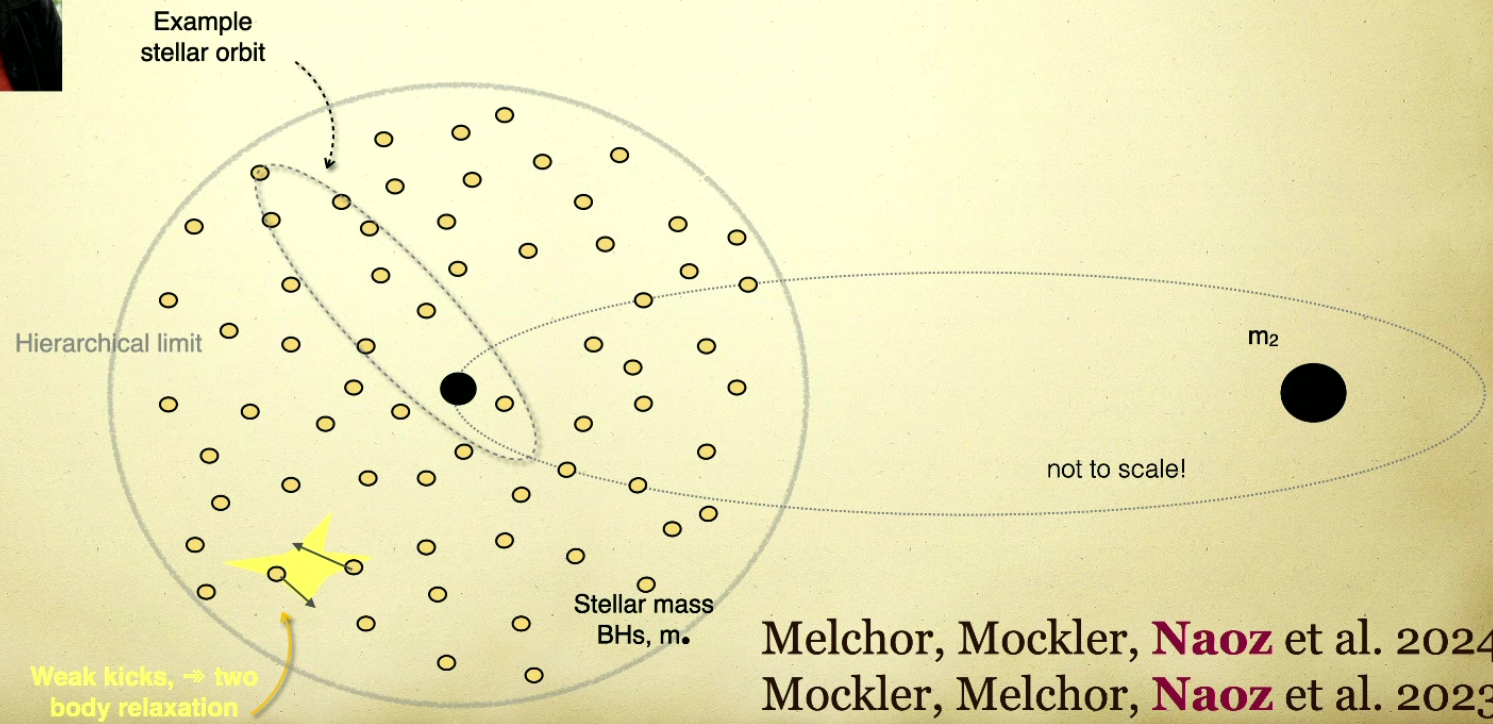 Example
stellar orbit
Hierarchical limit
m₂
not to scale!
Stellar mass
BHs, m•
Weak kicks, → two
body relaxation
Melchor, Mockler, Naoz et al. 2024
Mockler, Melchor, Naoz et al. 2023